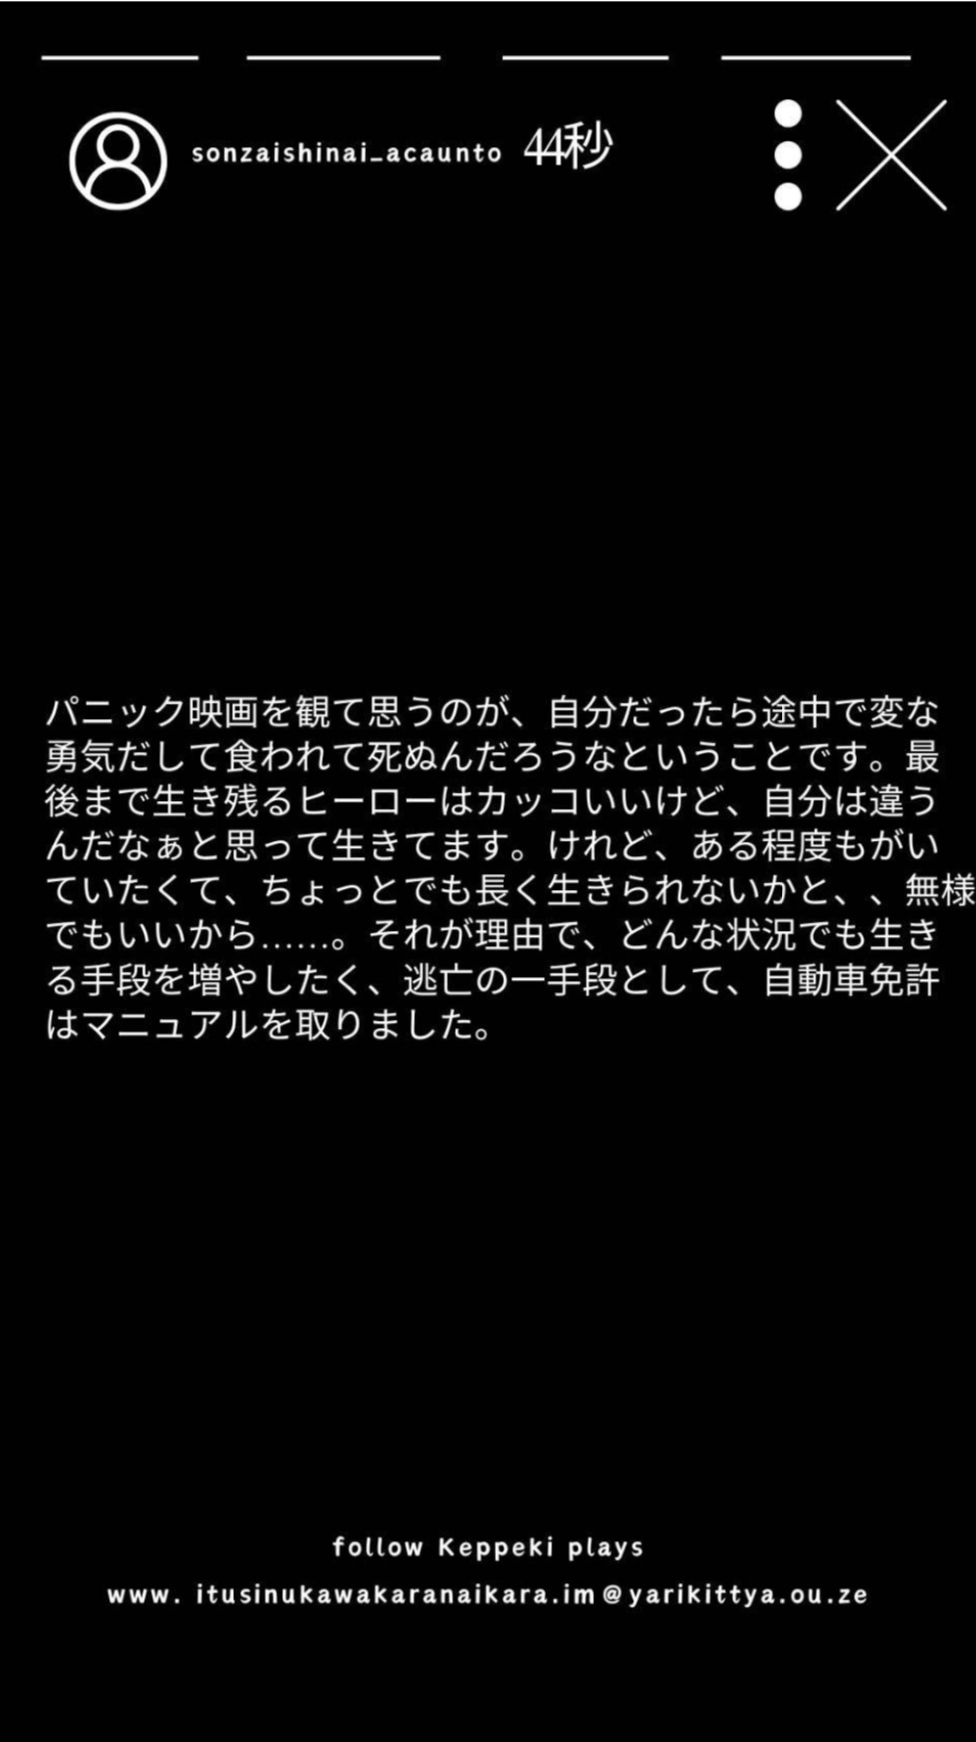 sonzaishinai_acaunto 44秒
パニック映画を観て思うのが、自分だったら途中で変な
勇気だして食われて死ぬんだろうなということです。最
後まで生き残るヒーローはカッコいいけど、自分は違う
んだなぁと思って生きてます。けれど、ある程度もがい
ていたくて、ちょっとでも長く生きられないかと、、無様
でもいいから……。それが理由で、どんな状況でも生き
る手段を増やしたく、逃亡の一手段として、自動車免許
はマニュアルを取りました。
follow Keppeki plays
www. itusinukawakaranaikara.im@yarikittya.ou.ze